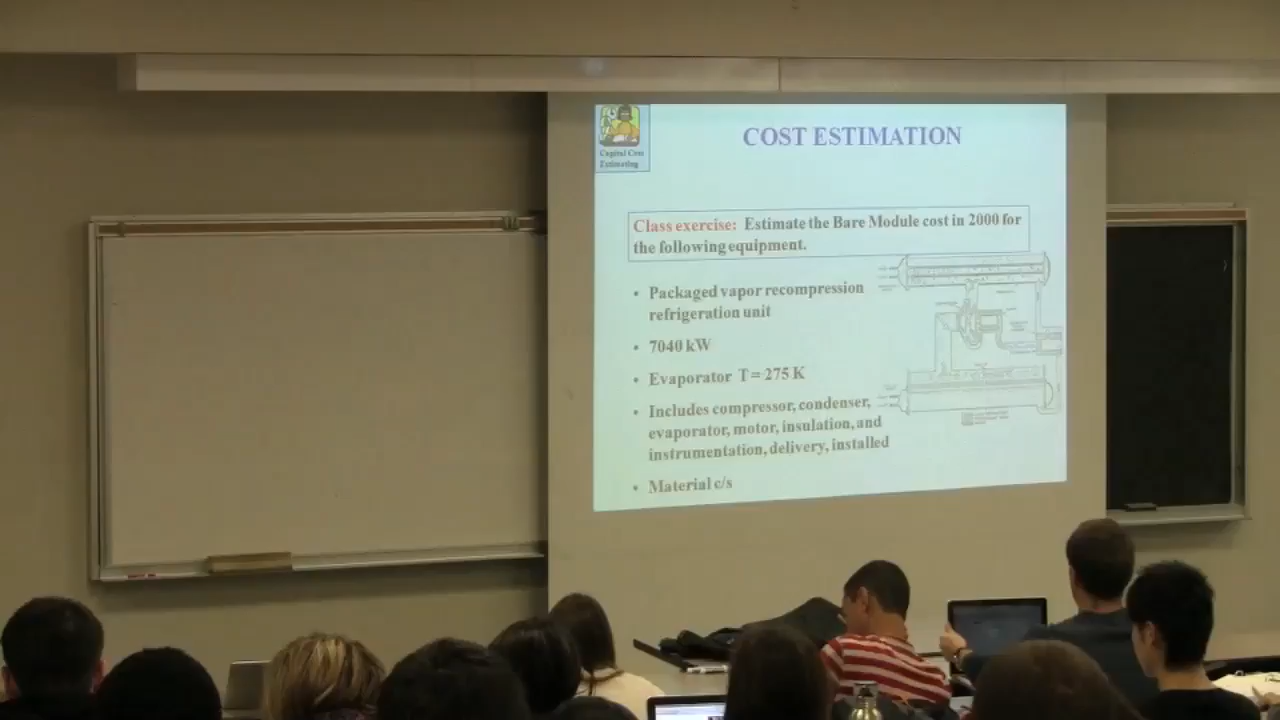 Capital Cost
Estimating
COST ESTIMATION
Class exercise: Estimate the Bare Module cost in 2000 for
the following equipment.
• Packaged vapor recompression
refrigeration unit
• 7040 kW
• Evaporator T = 275 K
• Includes compressor, condenser,
evaporator, motor, insulation, and
instrumentation, delivery, installed
• Material c/s